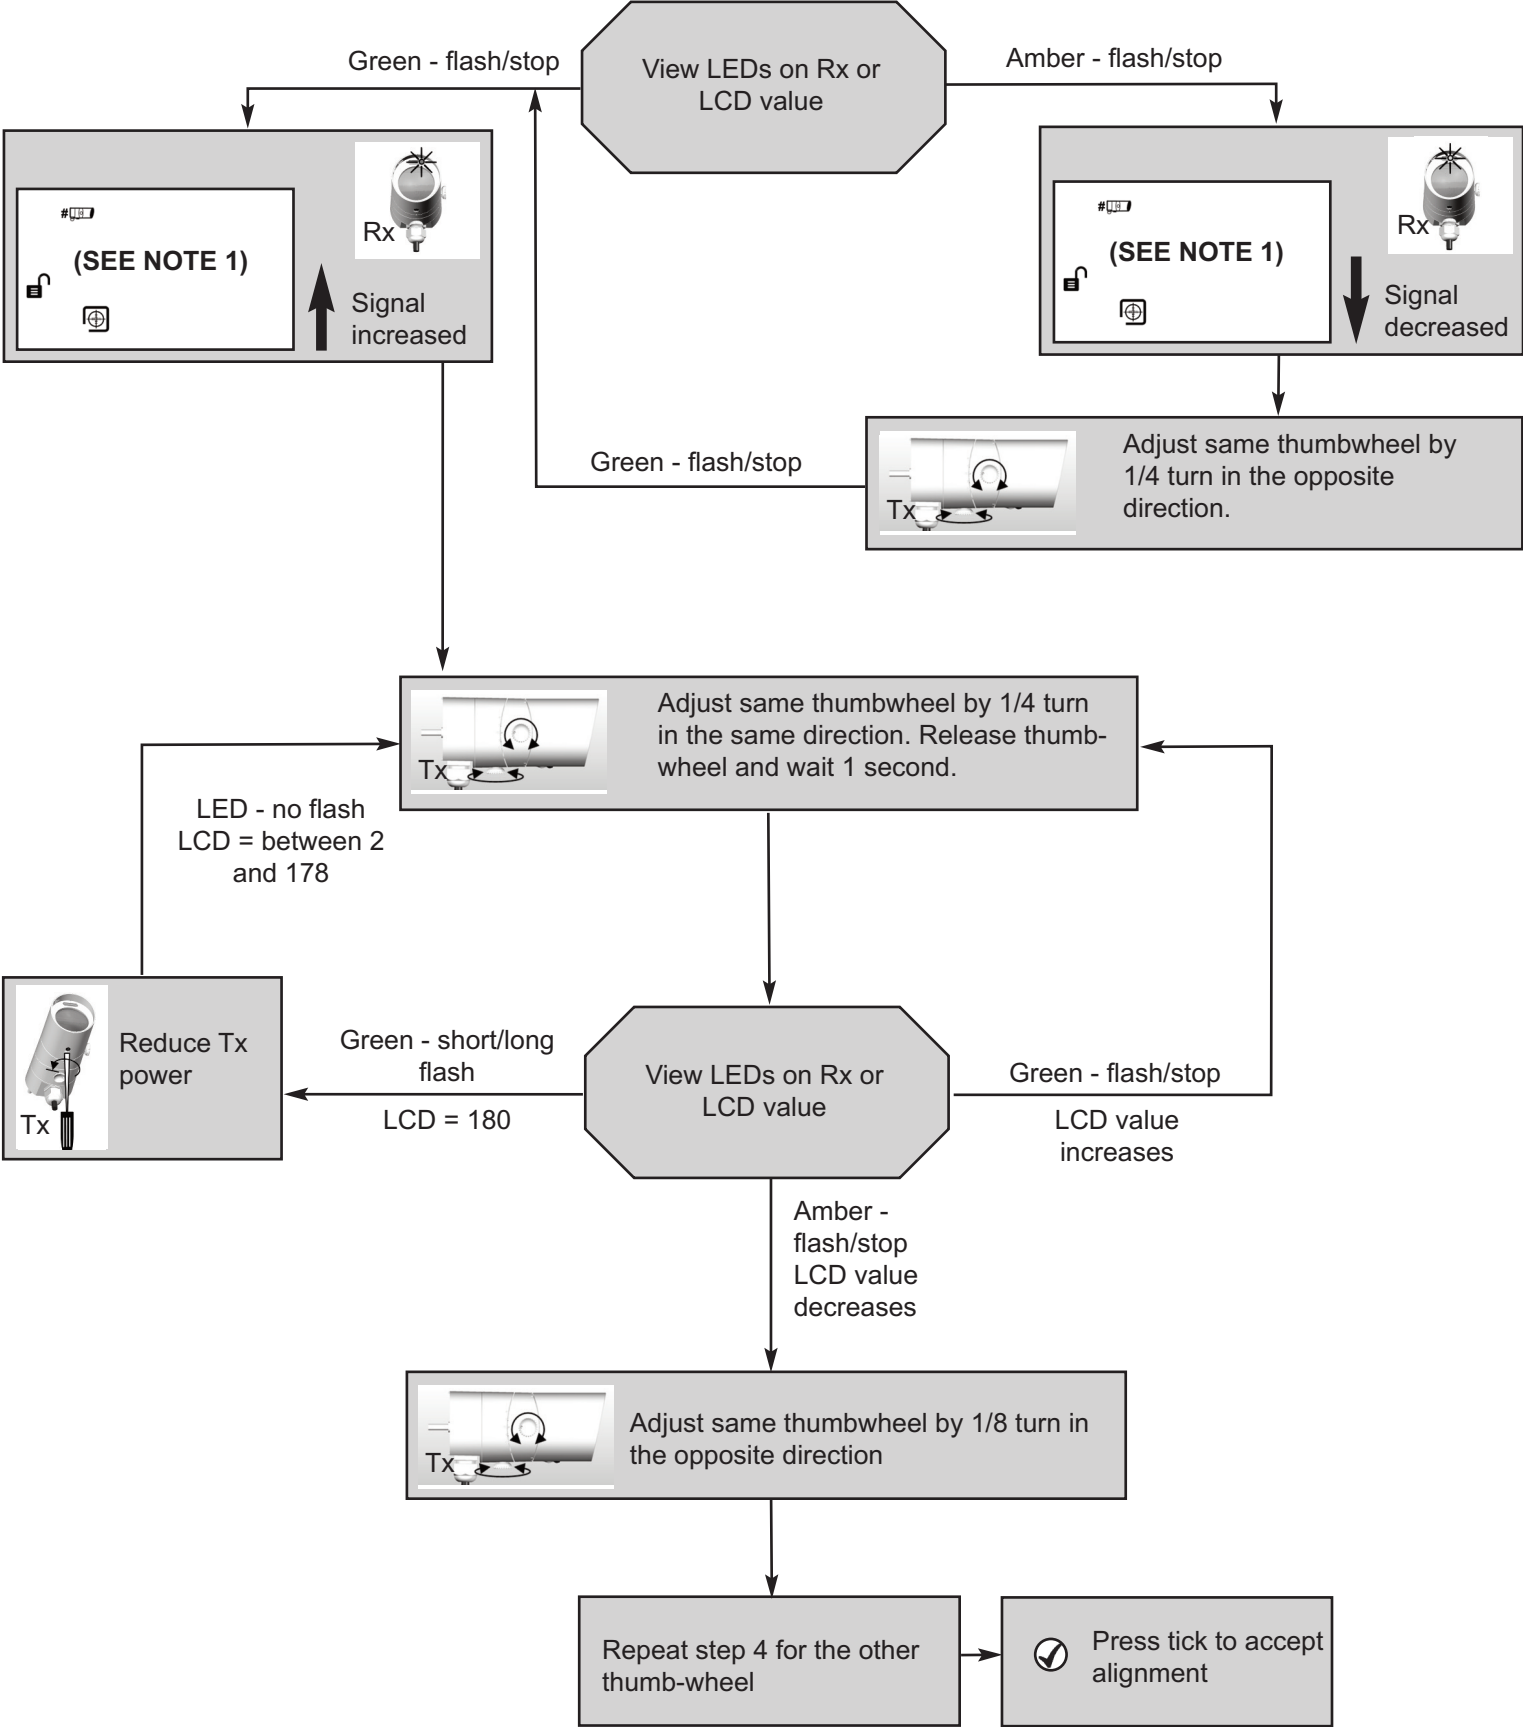 Green - flash/stop
View LEDs on Rx or
LCD value
Amber - flash/stop
Rx
#
(SEE NOTE 1)
Signal
increased
Rx
#
(SEE NOTE 1)
Signal
decreased
Green - flash/stop
Tx
Adjust same thumbwheel by
1/4 turn in the opposite
direction.
Tx
Adjust same thumbwheel by 1/4 turn
in the same direction. Release thumb-
wheel and wait 1 second.
LED - no flash
LCD = between 2
and 178
Tx
Reduce Tx
power
Green - short/long
flash
LCD = 180
View LEDs on Rx or
LCD value
Green - flash/stop
LCD value
increases
Amber -
flash/stop
LCD value
decreases
Tx
Adjust same thumbwheel by 1/8 turn in
the opposite direction
Repeat step 4 for the other
thumb-wheel
Press tick to accept
alignment